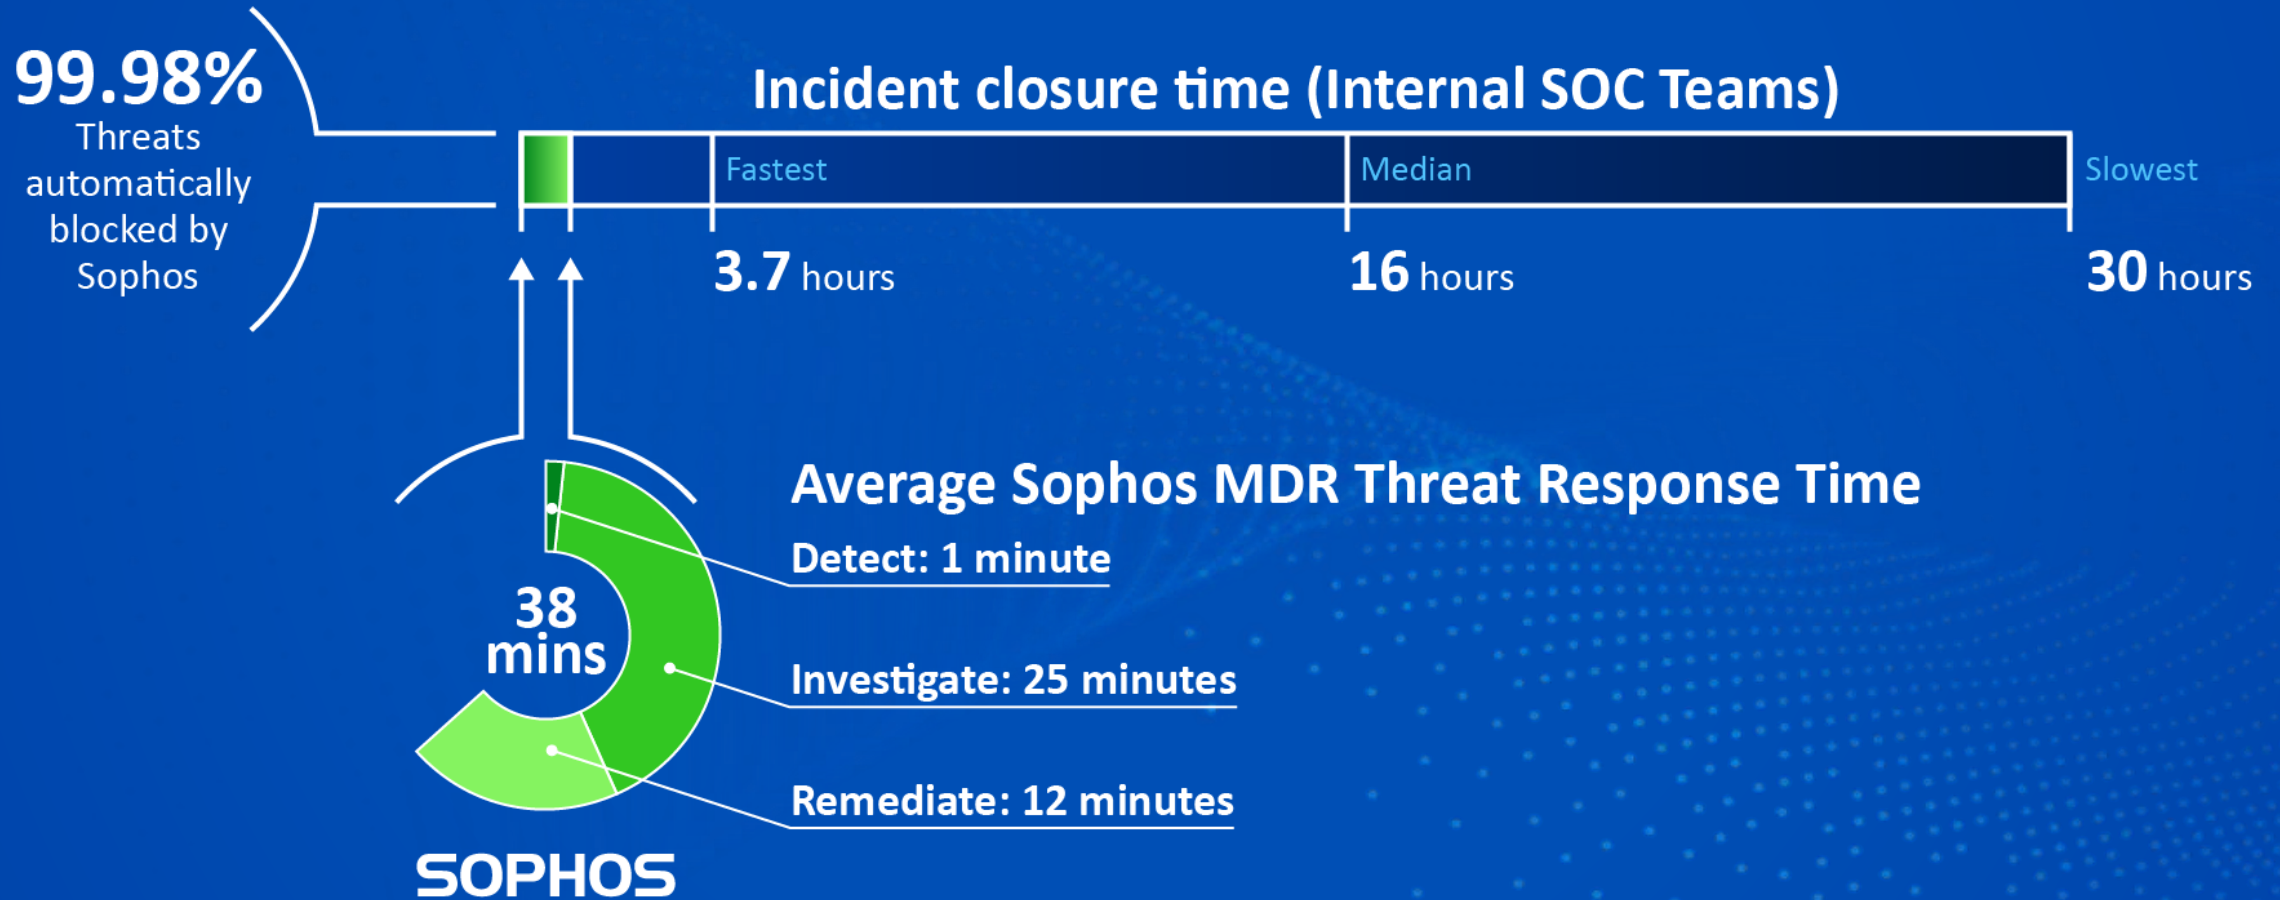 99.98%
Threats
automatically
blocked by
Sophos
Incident closure time (Internal SOC Teams)
Fastest
Median
Slowest
3.7 hours
16 hours
30 hours
Average Sophos MDR Threat Response Time
Detect: 1 minute
38
mins
Investigate: 25 minutes
Remediate: 12 minutes
SOPHOS